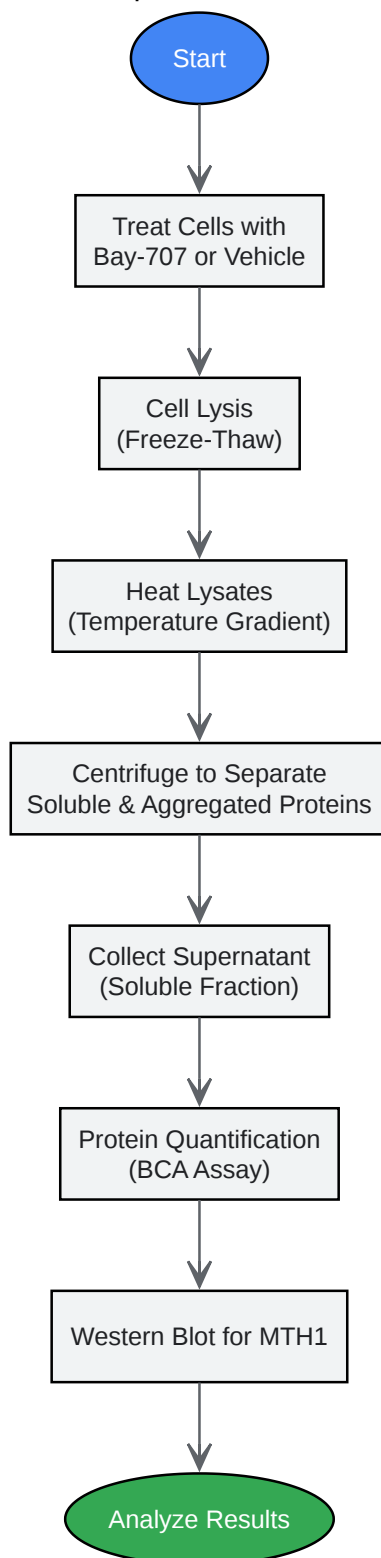 Start
Treat Cells with
Bay-707 or Vehicle
Cell Lysis
(Freeze-Thaw)
Heat Lysates
(Temperature Gradient)
Centrifuge to Separate
Soluble & Aggregated Proteins
Collect Supernatant
(Soluble Fraction)
Protein Quantification
(BCA Assay)
Western Blot for MTH1
Analyze Results